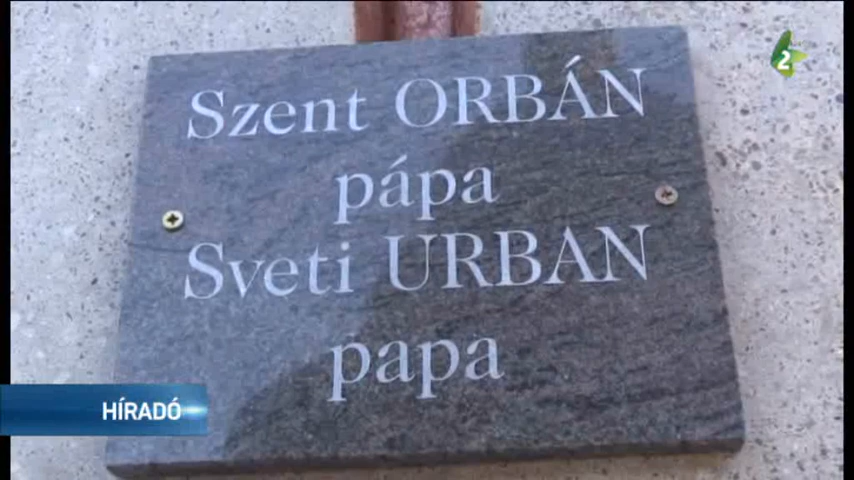 2
Szent ORBÁN
pápa
Sveti URBAN
papa
HÍRADÓ